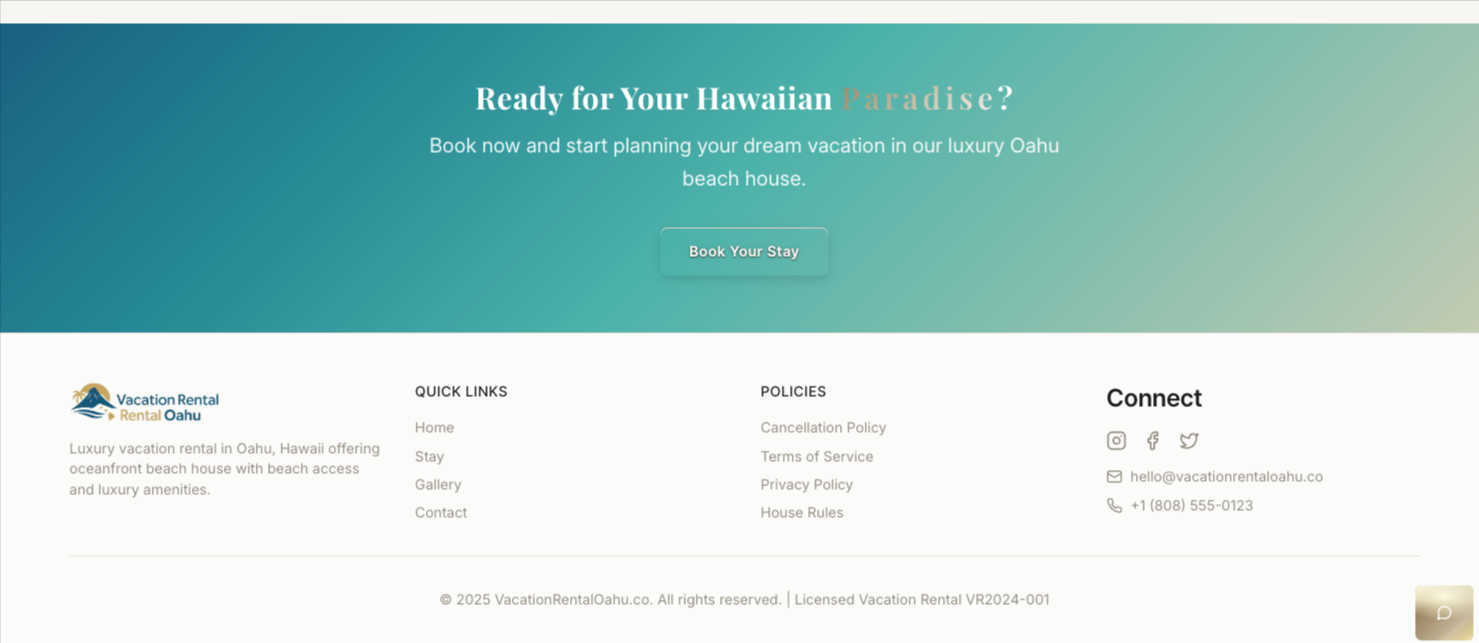 Ready for Your Hawaiian Paradise?
Book now and start planning your dream vacation in our luxury Oahu
beach house.
Book Your Stay
Vacation Rental
Rental Oahu
Luxury vacation rental in Oahu, Hawaii offering
oceanfront beach house with beach access
and luxury amenities.
QUICK LINKS
Home
Stay
Gallery
Contact
POLICIES
Cancellation Policy
Terms of Service
Privacy Policy
House Rules
Connect
hello@vacationrentaloahu.co
+1 (808) 555-0123
© 2025 VacationRentalOahu.co. All rights reserved. | Licensed Vacation Rental VR2024-001